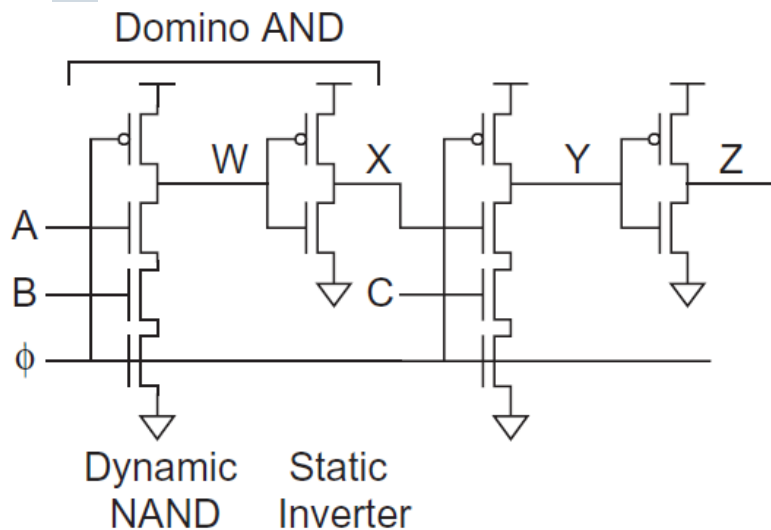 Domino AND
W
X
Y
Z
A
B
C
ϕ
Dynamic
NAND
Static
Inverter